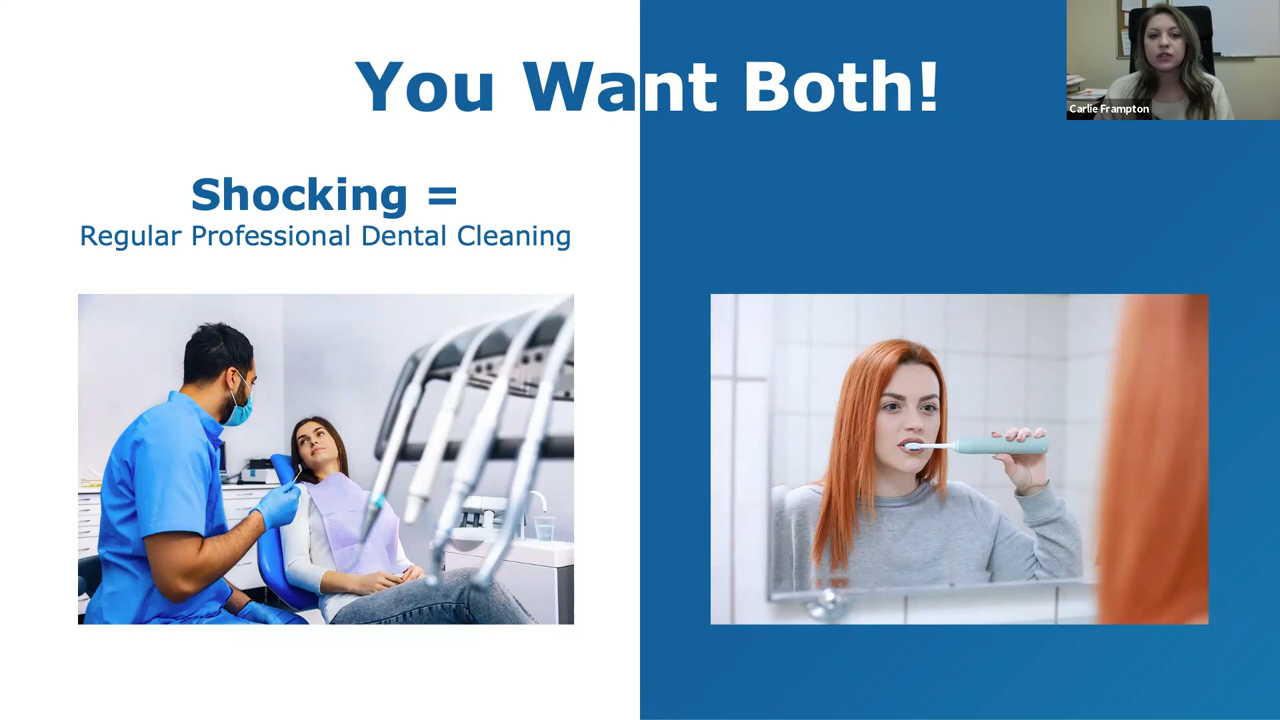 You Want Both!
Carlie Frampton
Shocking =
Regular Professional Dental Cleaning